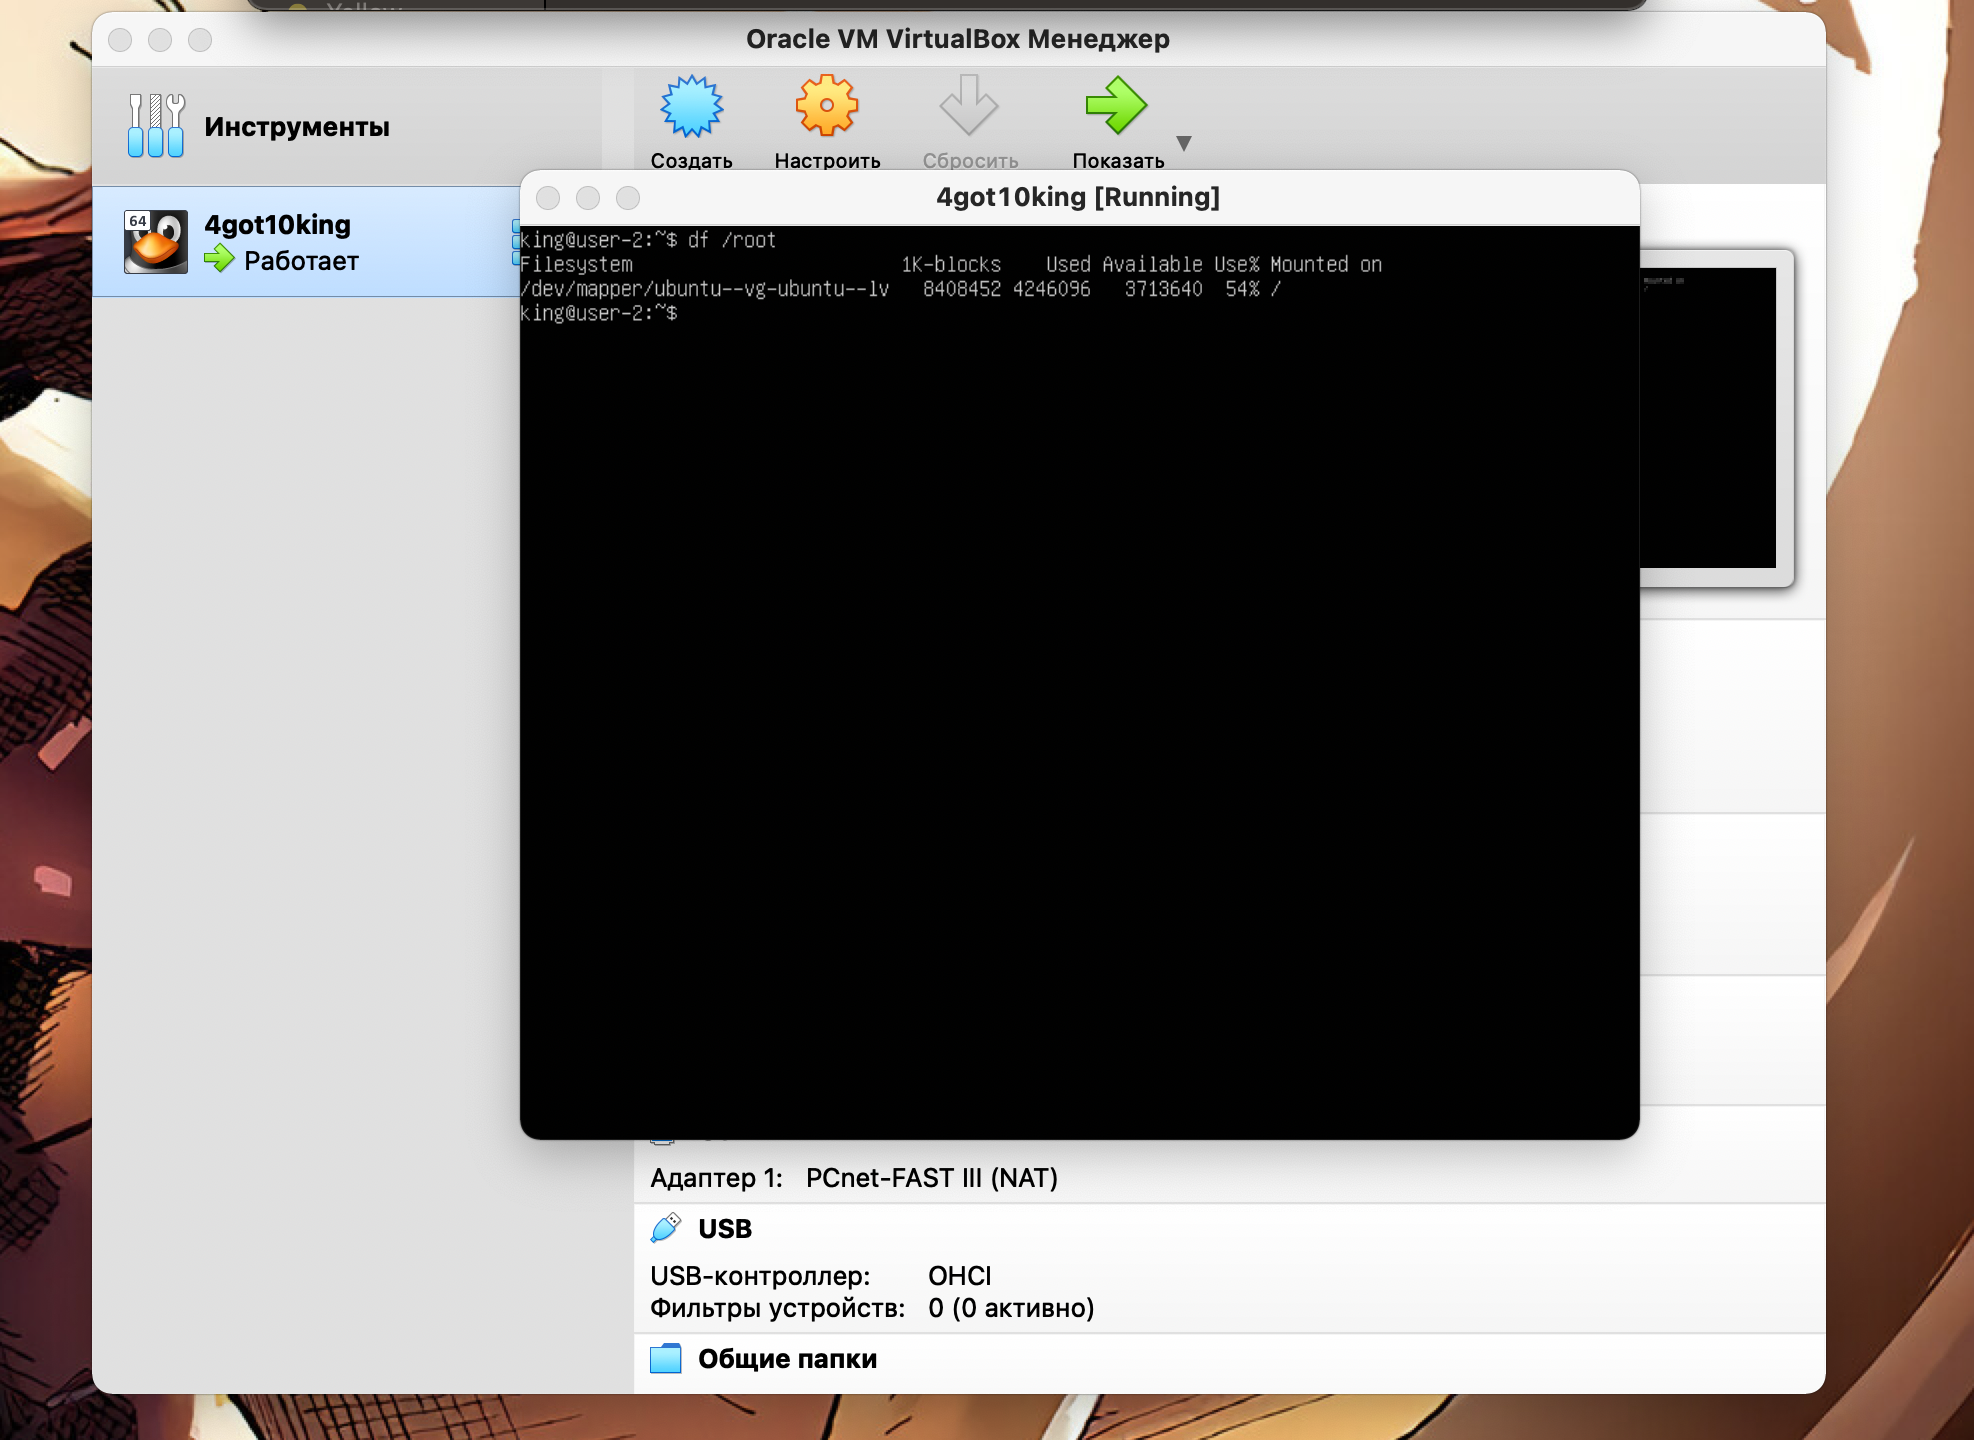 Yellow
Oracle VM VirtualBox Менеджер
Инструменты
Создать
Настроить
Сбросить
Показать
64
4got10king
Работает
4got10king [Running]
king@user-2:~$ df /root
Filesystem 1K-blocks Used Available Use% Mounted on
/dev/mapper/ubuntu--vg-ubuntu--lv 8408452 4246096 3713640 54% /
king@user-2:~$
Адаптер 1: PCnet-FAST III (NAT)
USB
USB-контроллер: OHCI
Фильтры устройств: 0 (0 активно)
Общие папки